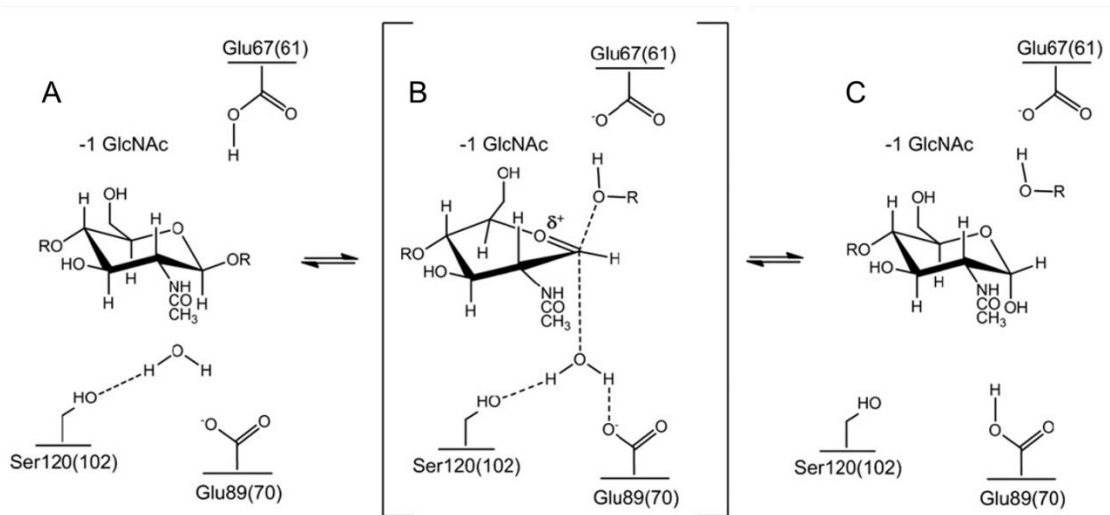 A
Glu67(61)
O
O
H
-1 GlcNAc
H
OH
H
O
RO
HO
OR
H
H
NH
H
CO
CH3
O
H
H
HO
-O
O
Ser120(102)
Glu89(70)
B
Glu67(61)
-O
O
-1 GlcNAc
H
OH
O
R
H
H
O
δ+
RO
HO
H
H
NH
CO
CH3
O
H
H
HO
O-
O
Ser120(102)
Glu89(70)
C
Glu67(61)
-O
O
-1 GlcNAc
H
O
R
OH
H
H
O
RO
HO
H
H
H
NH
OH
CO
CH3
HO
H
O
O
Ser120(102)
Glu89(70)